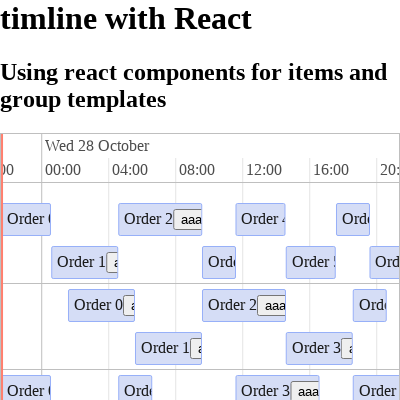 timline with React
Using react components for items and
group templates
Wed 28 October
00 00:00 04:00 08:00 12:00 16:00 20:
Order Order 2 aaa Order Ord
Order 1 a Ord Order Ord
Order 0 a Order 2 aaa Ord
Order 1 a Order 3 a
Order Ord Order 3 aaa Order